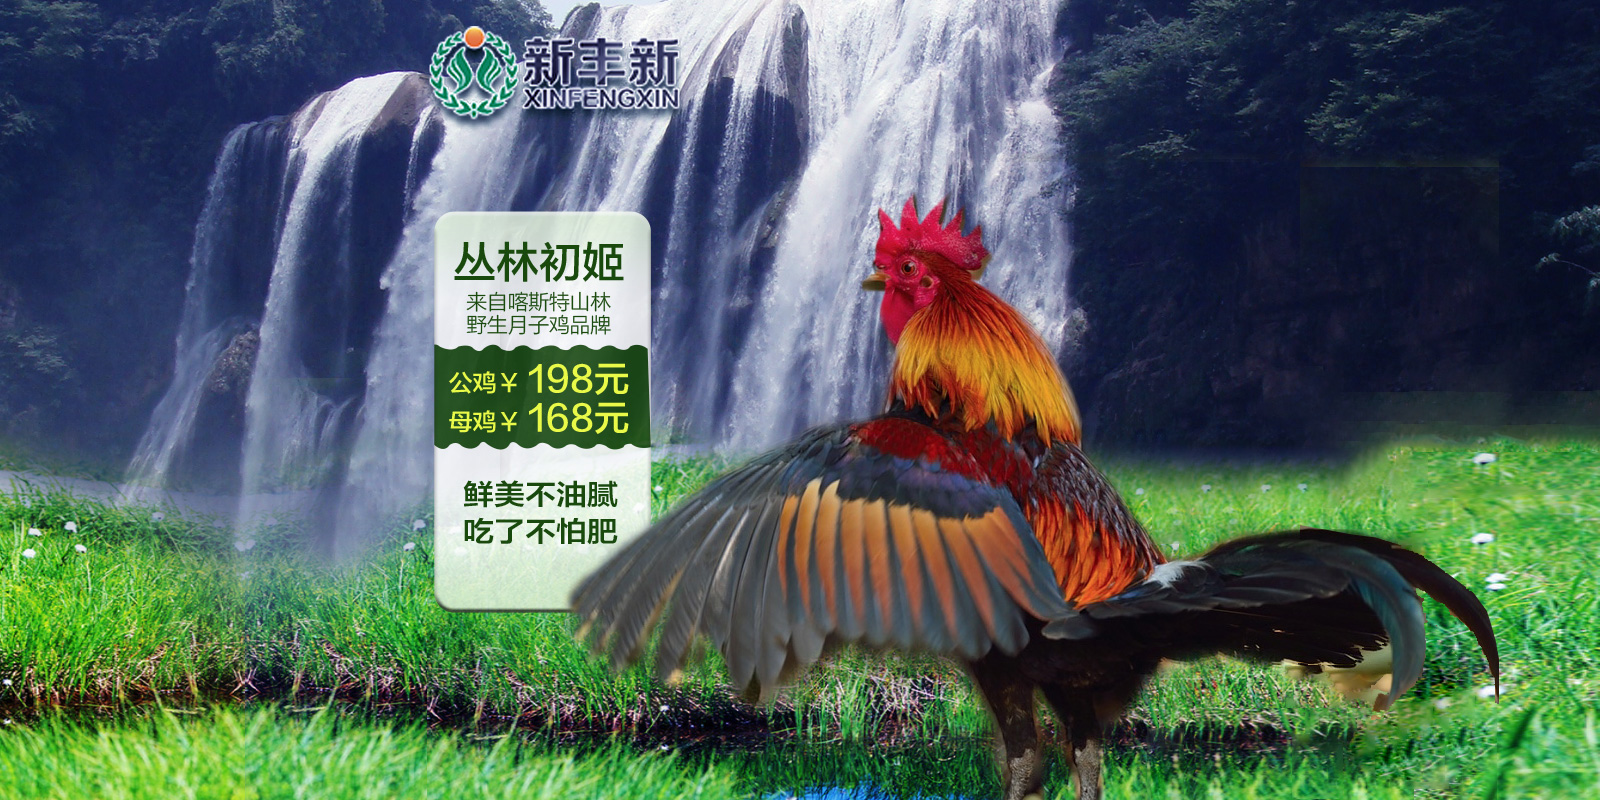 新丰新
XINFENGXIN
丛林初姬
来自喀斯特山林
野生月子鸡品牌
公鸡￥198元
母鸡￥168元
鲜美不油腻
吃了不怕肥